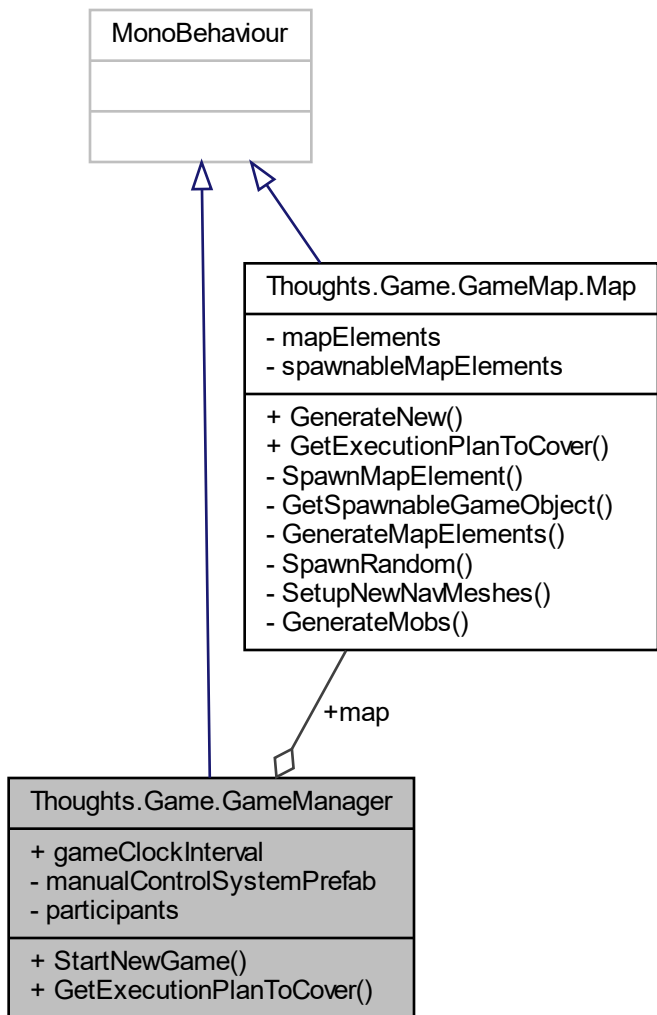 MonoBehaviour
Thoughts.Game.GameMap.Map
- mapElements
- spawnableMapElements
+ GenerateNew()
+ GetExecutionPlanToCover()
- SpawnMapElement()
- GetSpawnableGameObject()
- GenerateMapElements()
- SpawnRandom()
- SetupNewNavMeshes()
- GenerateMobs()
+map
Thoughts.Game.GameManager
+ gameClockInterval
- manualControlSystemPrefab
- participants
+ StartNewGame()
+ GetExecutionPlanToCover()